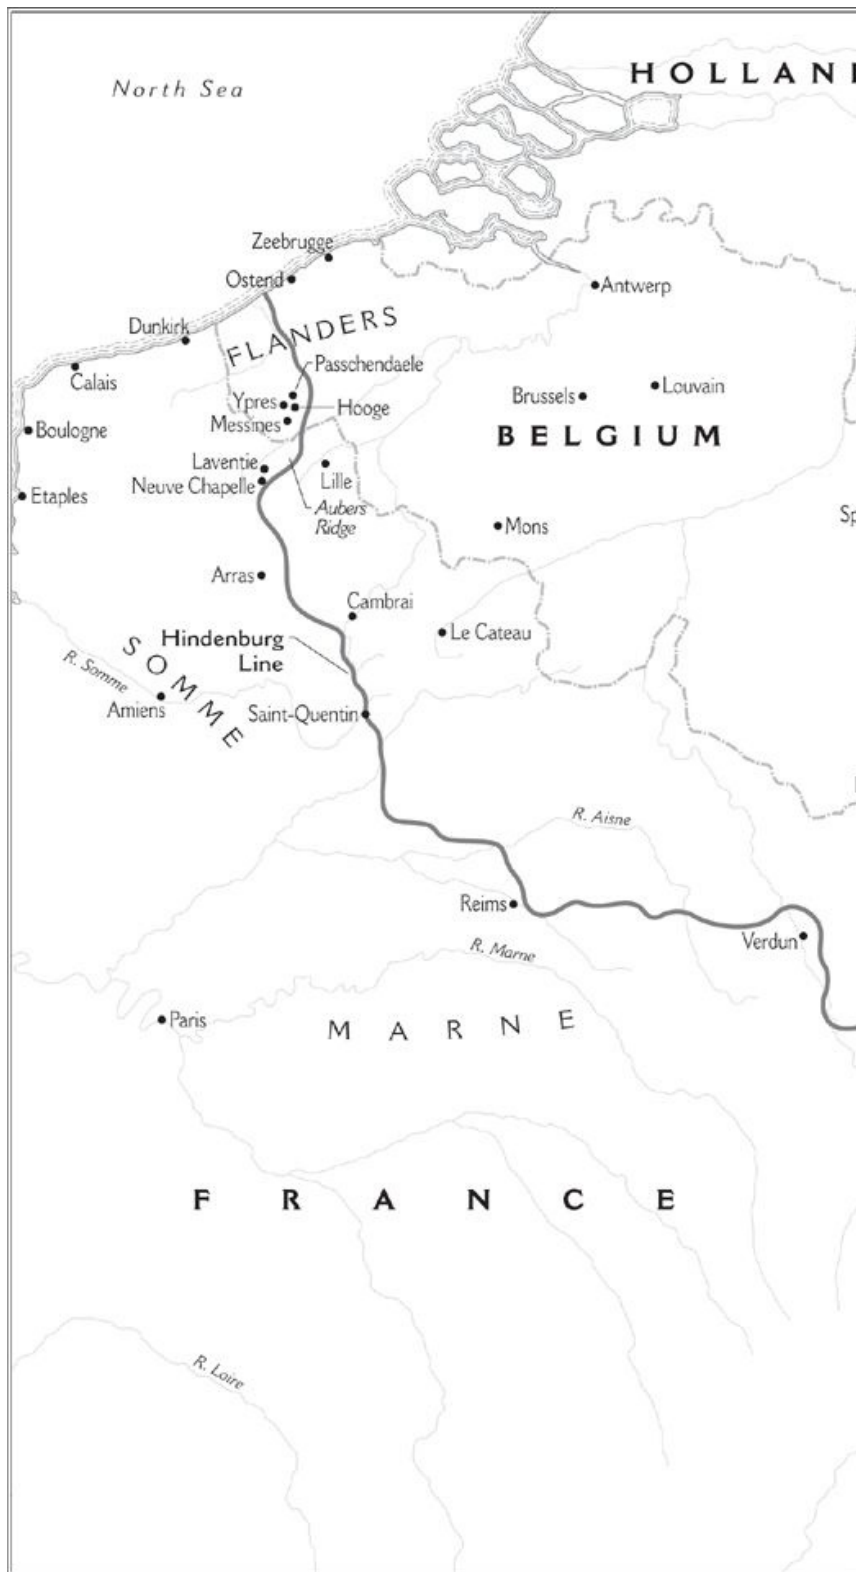 North Sea
HOLLAN
Zeebrugge
Ostend
Antwerp
FLANDERS
Dunkirk
Passchendaele
Calais
Louvain
Brussels
Ypres
Hooge
Messines
Boulogne
BELGIUM
Laventie
Lille
Neuve Chapelle
Etaples
Aubers
Ridge
Sp
Mons
Arras
Cambrai
Le Cateau
Hindenburg
Line
SOMME
R. Somme
Amiens
Saint-Quentin
R. Aisne
Reims
Verdun
R. Marne
Paris
MARNE
FRANCE
R. Loire